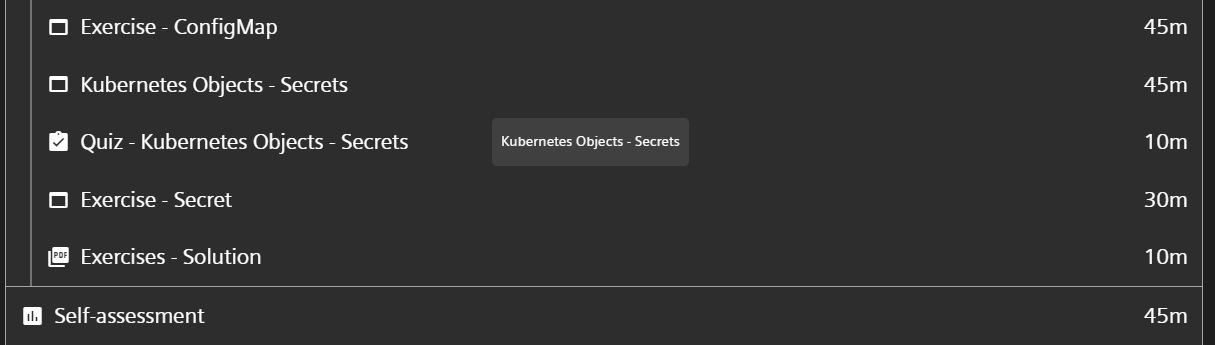 Exercise - ConfigMap 45m
Kubernetes Objects - Secrets 45m
Quiz - Kubernetes Objects - Secrets 10m
Kubernetes Objects - Secrets
Exercise - Secret 30m
PDF Exercises - Solution 10m
Self-assessment 45m